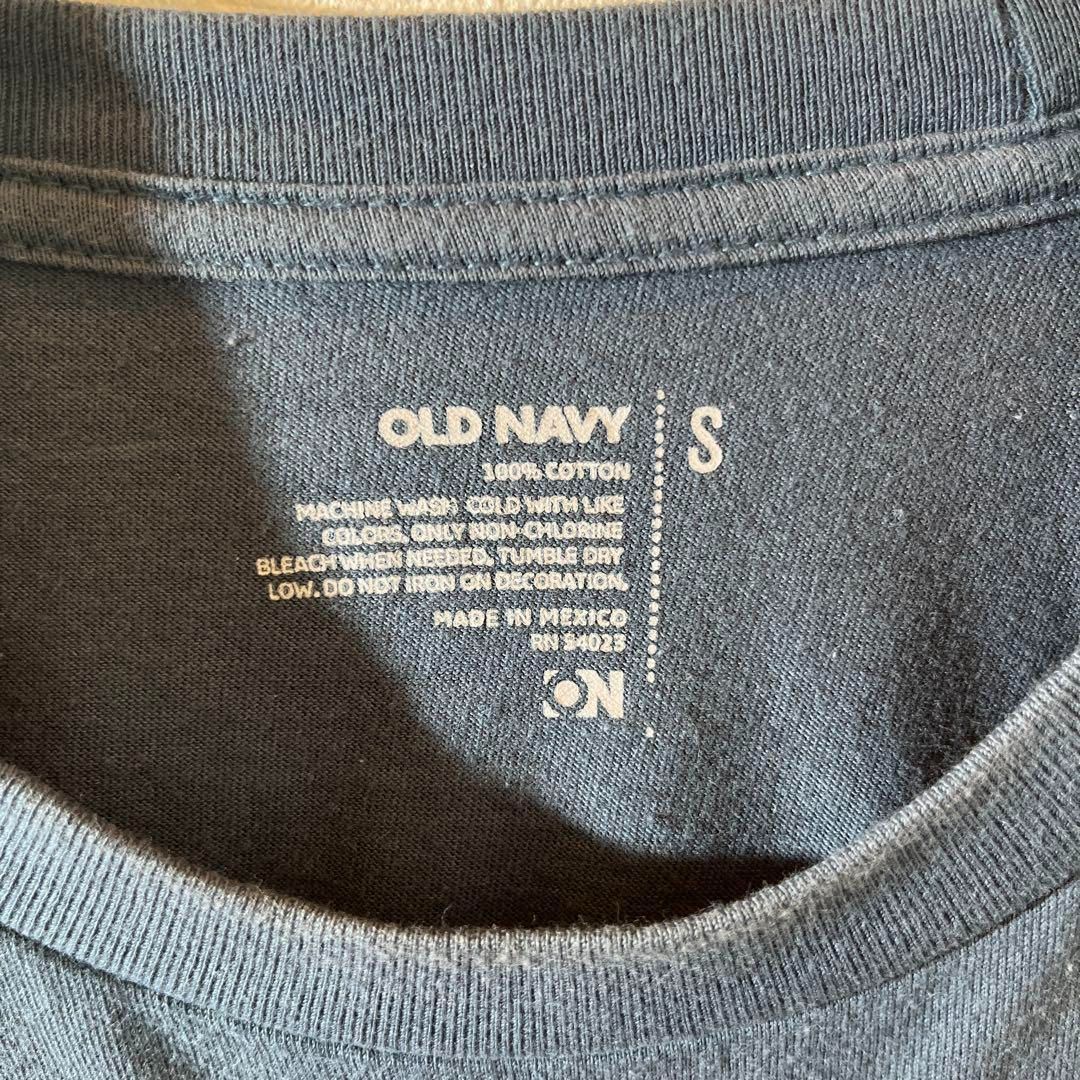 OLD NAVY
S
100% COTTON
MACHINE WASH COLD WITH LIKE
COLORS, ONLY NON-CHLORINE
BLEACH WHEN NEEDED, TUMBLE DRY
LOW. DO NOT IRON ON DECORATION.
MADE IN MEXICO
RN 54023
ON